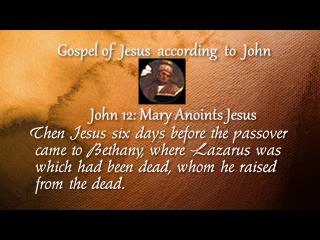 Gospel of Jesus according to John
John 12: Mary Anoints Jesus
Then Jesus six days before the passover
came to Bethany, where Lazarus was
which had been dead, whom he raised
from the dead.